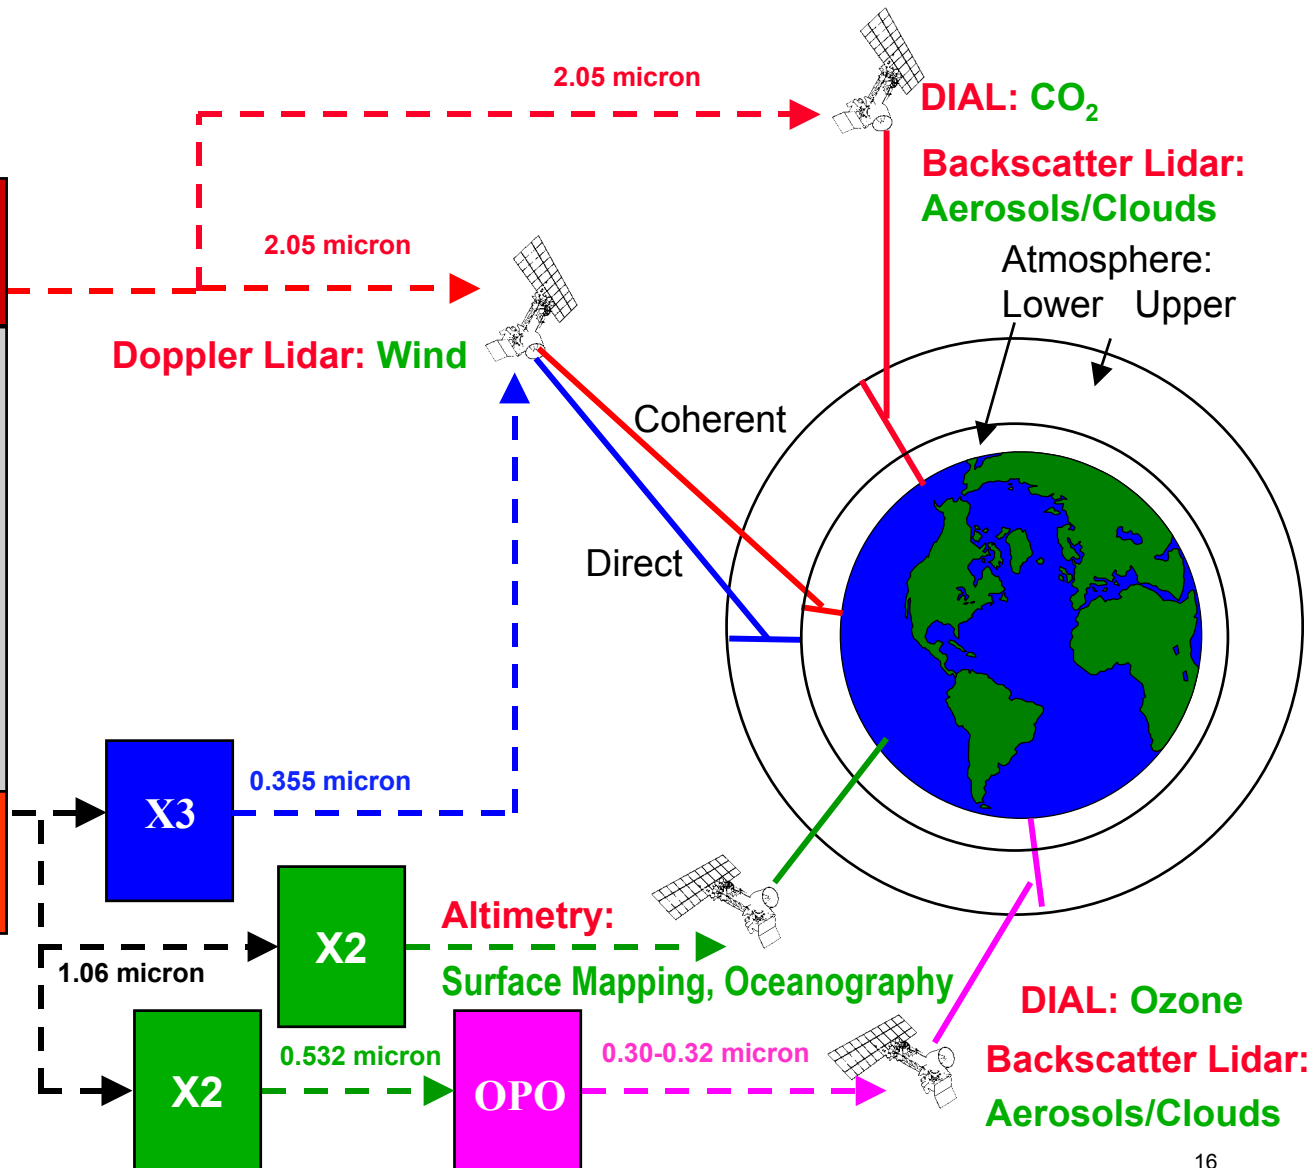 2.05 micron
DIAL: CO₂
Backscatter Lidar:
Aerosols/Clouds
2.05 micron
Atmosphere:
Lower Upper
Doppler Lidar: Wind
Coherent
Direct
0.355 micron
X3
Altimetry:
X2
1.06 micron
Surface Mapping, Oceanography
DIAL: Ozone
0.532 micron
0.30-0.32 micron
Backscatter Lidar:
X2
OPO
Aerosols/Clouds
16